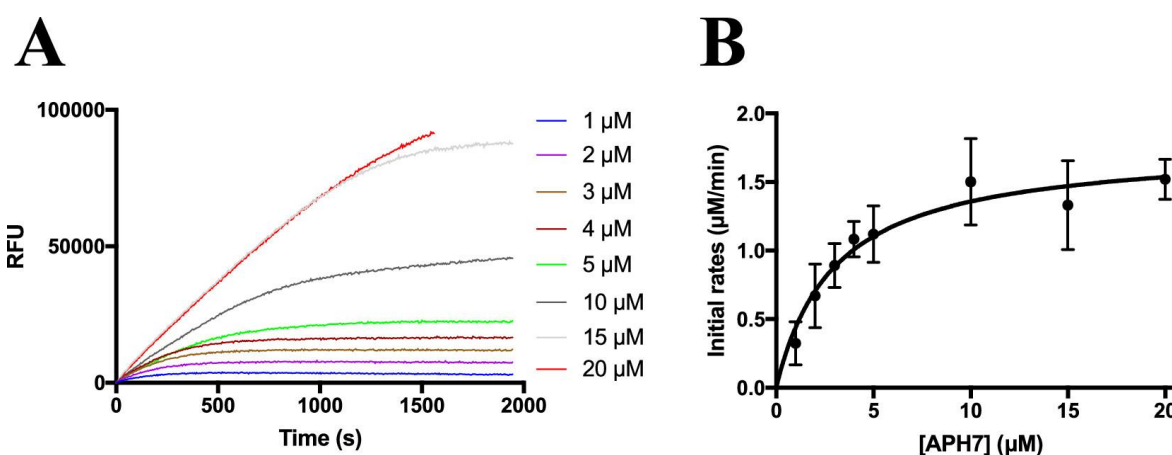 A
RFU
100000
50000
0
0 500 1000 1500 2000
Time (s)
1 µM
2 µM
3 µM
4 µM
5 µM
10 µM
15 µM
20 µM
B
Initial rates (µM/min)
2.0
1.5
1.0
0.5
0.0
0 5 10 15 20
[APH7] (µM)